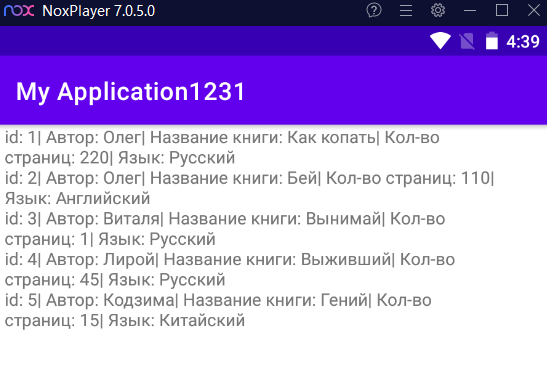 nox NoxPlayer 7.0.5.0
4:39
My Application1231
id: 1| Автор: Олег| Название книги: Как копать| Кол-во
страниц: 220| Язык: Русский
id: 2| Автор: Олег| Название книги: Бей| Кол-во страниц: 110|
Язык: Английский
id: 3| Автор: Виталя| Название книги: Вынимай| Кол-во
страниц: 1| Язык: Русский
id: 4| Автор: Лирой| Название книги: Выживший| Кол-во
страниц: 45| Язык: Русский
id: 5| Автор: Кодзима| Название книги: Гений| Кол-во
страниц: 15| Язык: Китайский